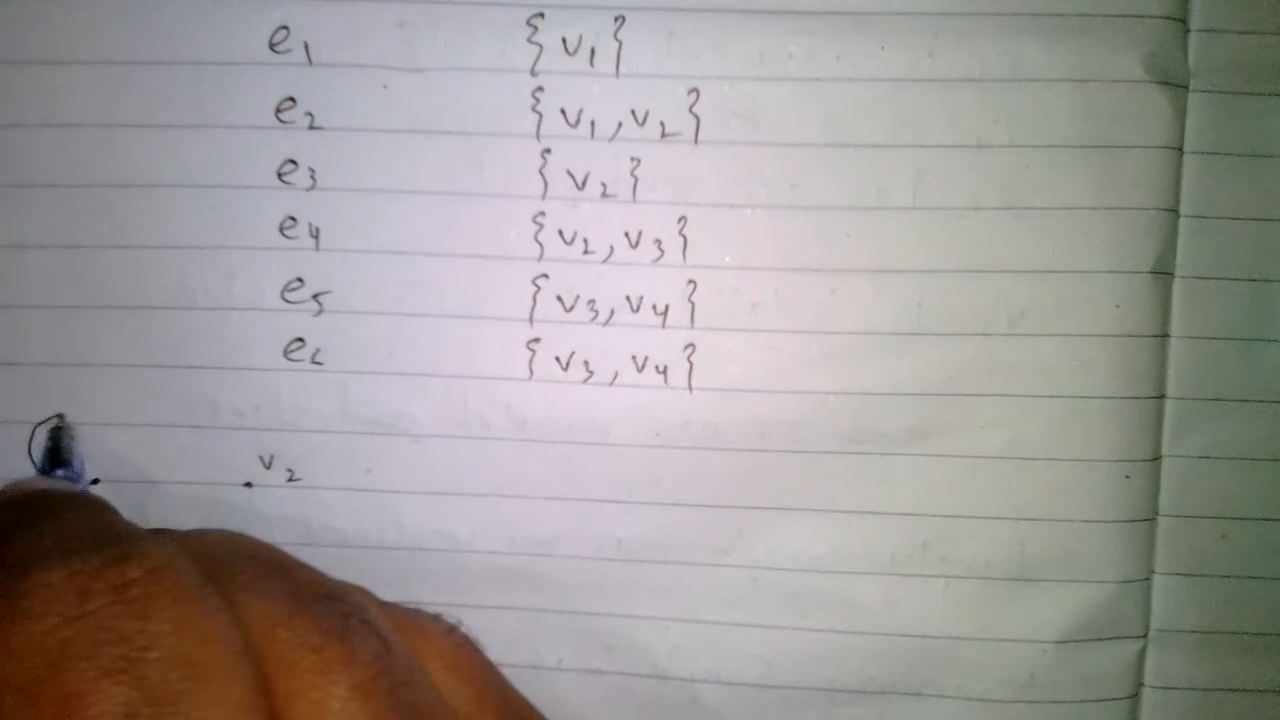 e1 {v1}
e2 {v1, v2}
e3 {v2}
e4 {v2, v3}
e5 {v3, v4}
e6 {v3, v4}
v2